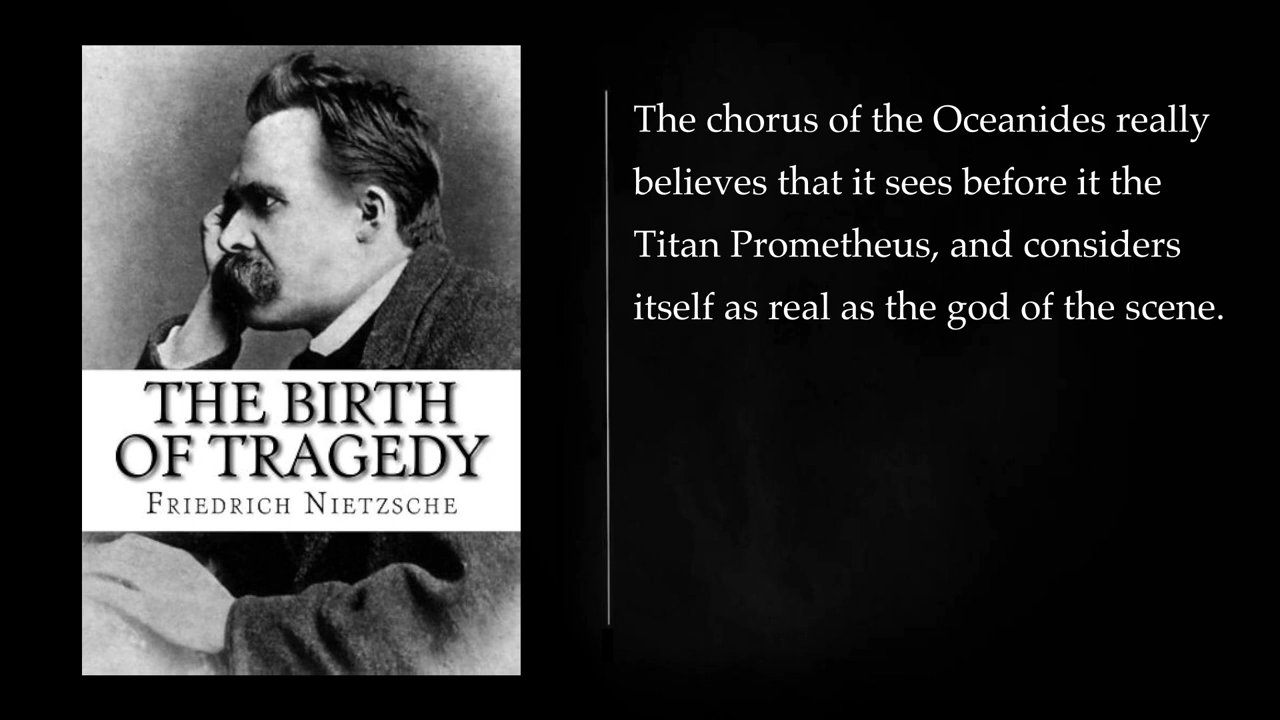 THE BIRTH
OF TRAGEDY
FRIEDRICH NIETZSCHE
The chorus of the Oceanides really
believes that it sees before it the
Titan Prometheus, and considers
itself as real as the god of the scene.